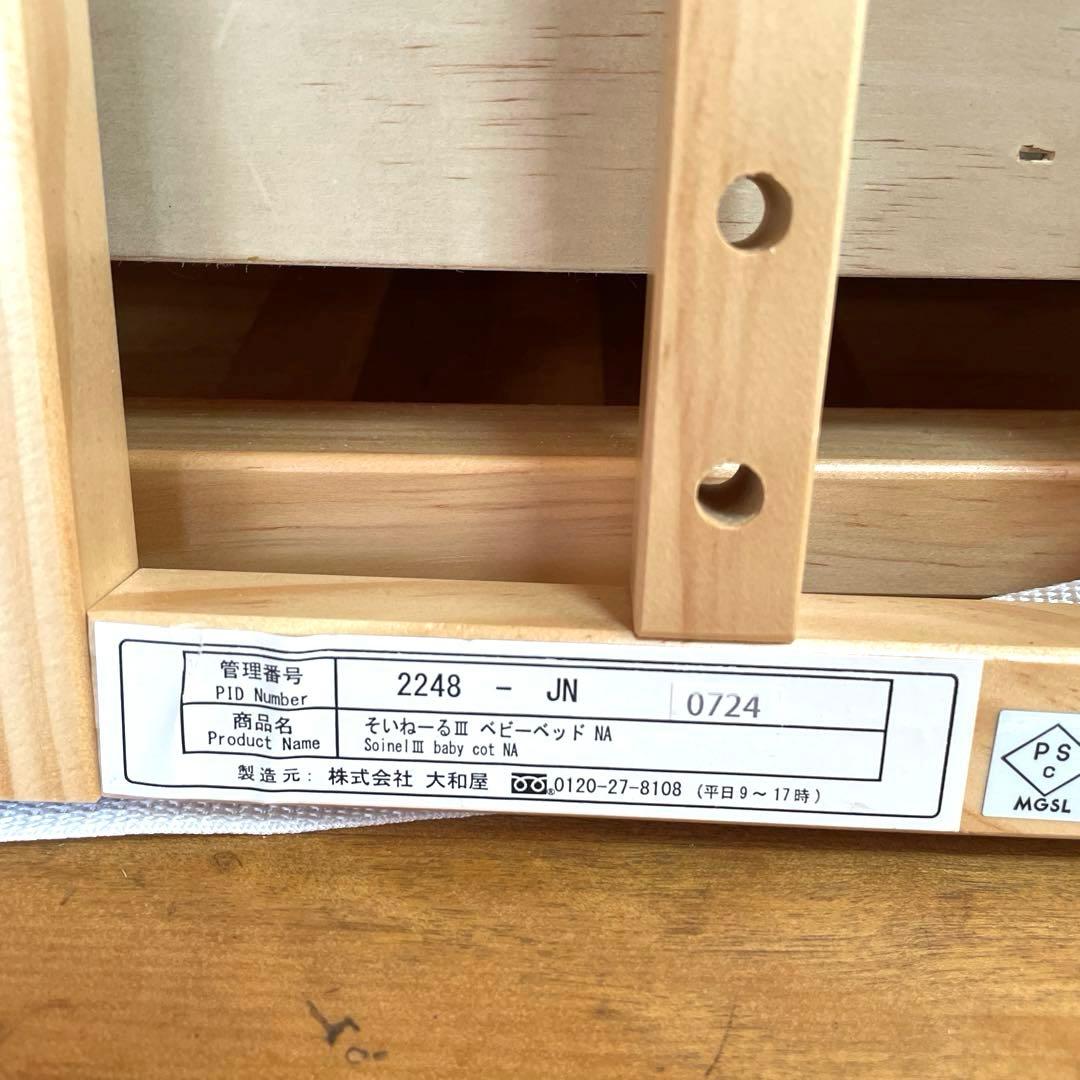 管理番号
PID Number
2248 - JN 0724
商品名
Product Name
そいねーるⅢ ベビーベッド NA
SoinelⅢ baby cot NA
製造元: 株式会社 大和屋 0120-27-8108 (平日9～17時)
PS
C
MGSL